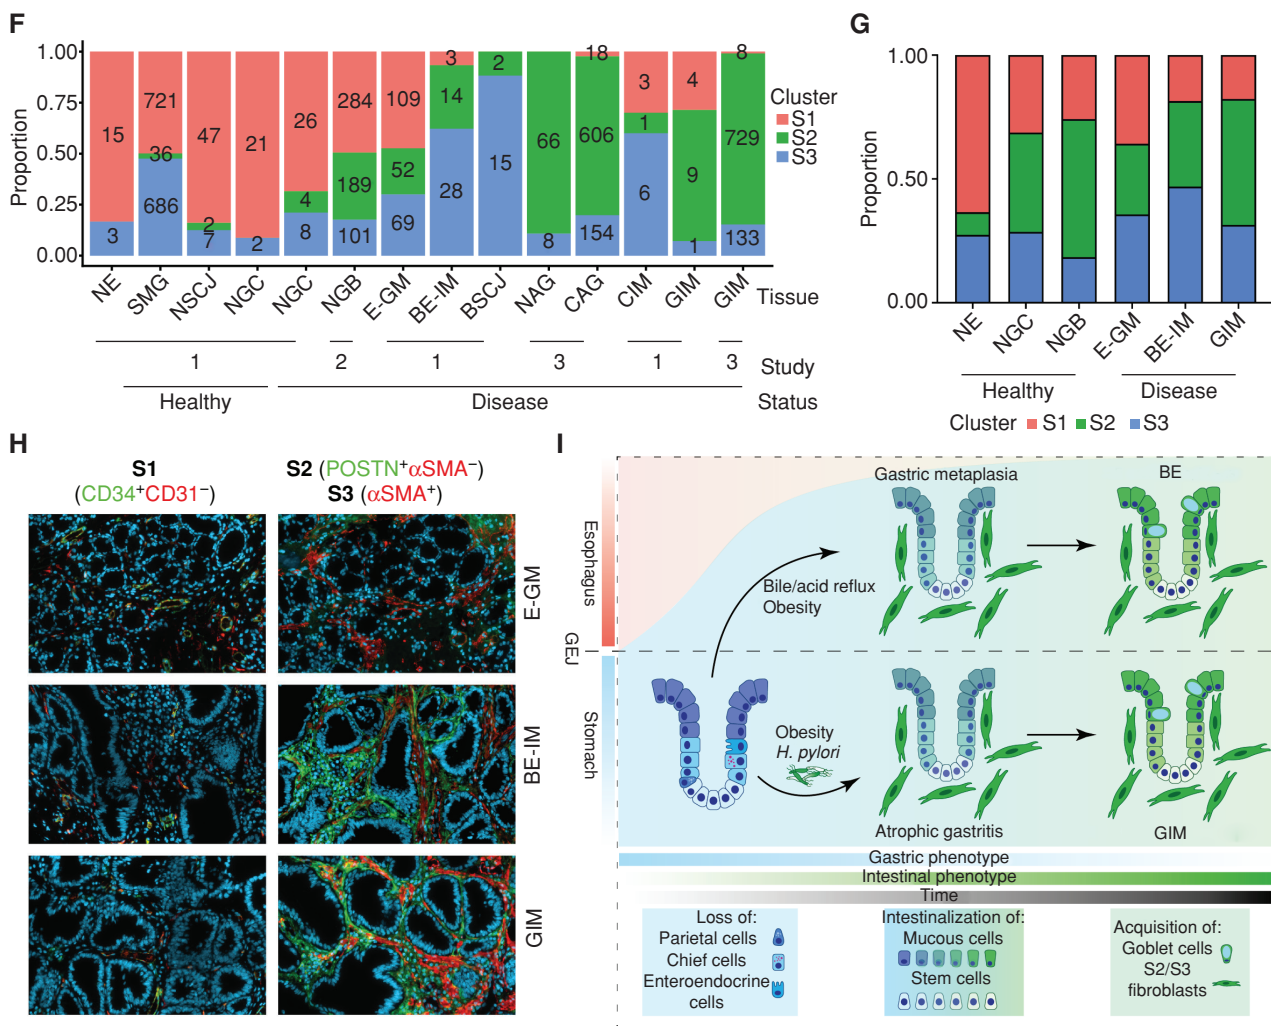 F
1.00
0.75
0.50
0.25
0.00
Proportion
15
3
721
36
686
47
2
7
21
2
26
4
8
284
189
101
109
52
69
3
14
28
2
15
66
8
18
606
154
3
1
6
4
9
1
8
729
133
Cluster
S1
S2
S3
NE
SMG
NSCJ
NGC
NGC
NGB
E-GM
BE-IM
BSCJ
NAG
CAG
CIM
GIM
GIM
Tissue
1
2
1
3
1
3
Study
Healthy
Disease
Status
G
1.00
0.50
0.00
Proportion
NE
NGC
NGB
E-GM
BE-IM
GIM
Healthy
Disease
Cluster S1 S2 S3
H
S1
(CD34+CD31−)
S2 (POSTN+αSMA−)
S3 (αSMA+)
E-GM
BE-IM
GIM
I
Esophagus
GEJ
Stomach
Gastric metaplasia
BE
Bile/acid reflux
Obesity
Obesity
H. pylori
Atrophic gastritis
GIM
Gastric phenotype
Intestinal phenotype
Time
Loss of:
Parietal cells
Chief cells
Enteroendocrine
cells
Intestinalization of:
Mucous cells
Stem cells
Acquisition of:
Goblet cells
S2/S3
fibroblasts